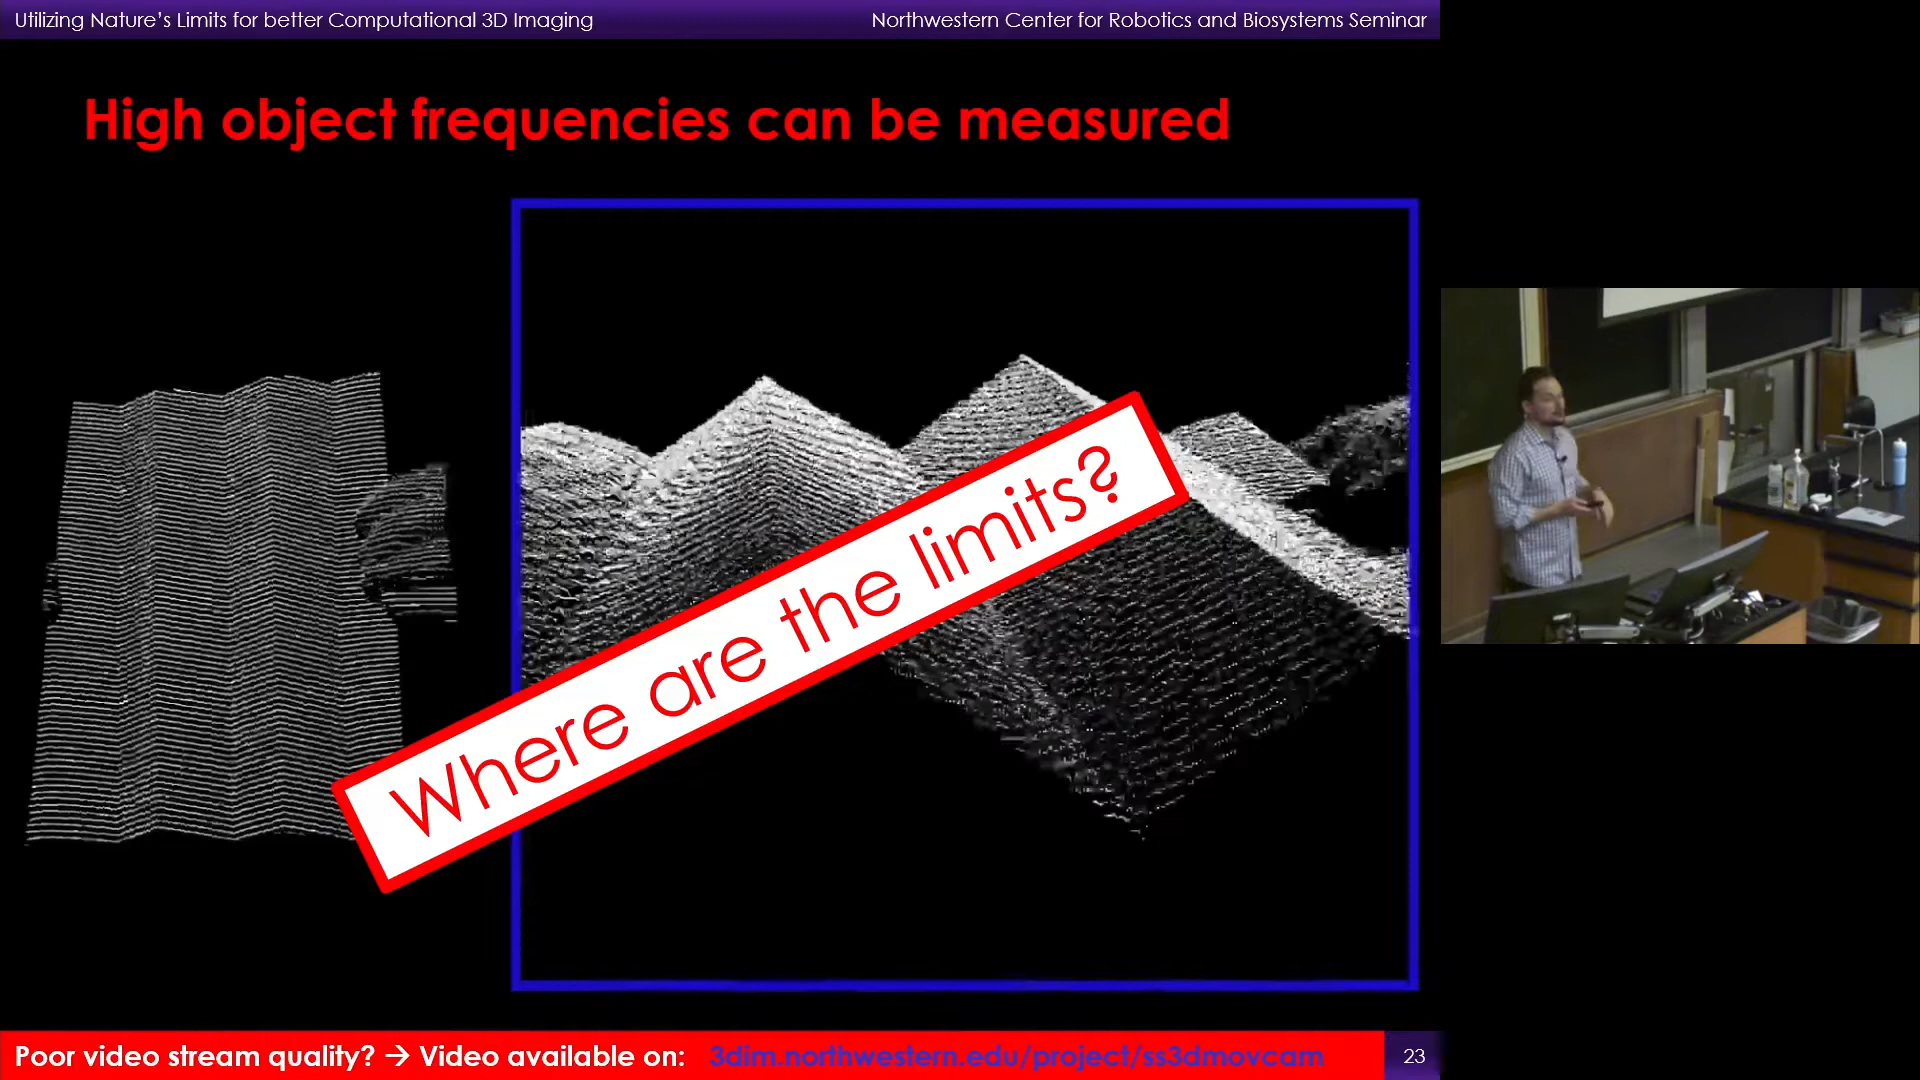 Utilizing Nature's Limits for better Computational 3D Imaging
Northwestern Center for Robotics and Biosystems Seminar
High object frequencies can be measured
Where are the limits?
Poor video stream quality? → Video available on: 3dim.northwestern.edu/project/ss3dmovcam
23